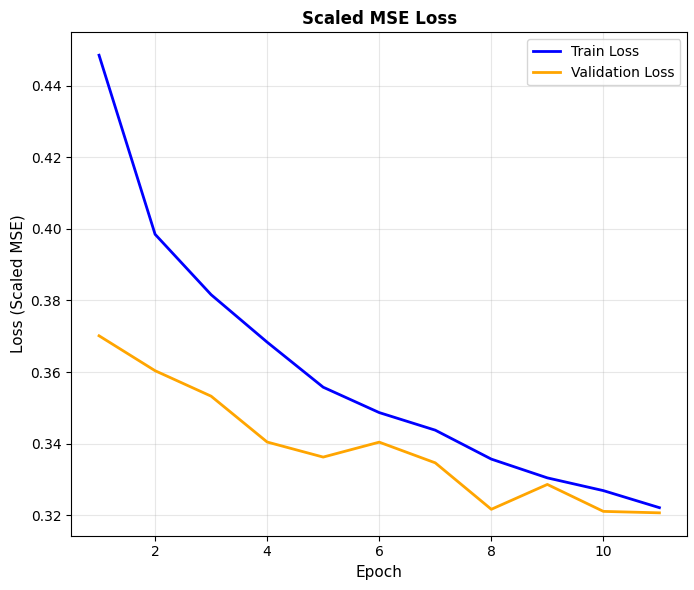 Scaled MSE Loss
Train Loss
Validation Loss
Loss (Scaled MSE)
0.44
0.42
0.40
0.38
0.36
0.34
0.32
2 4 6 8 10
Epoch